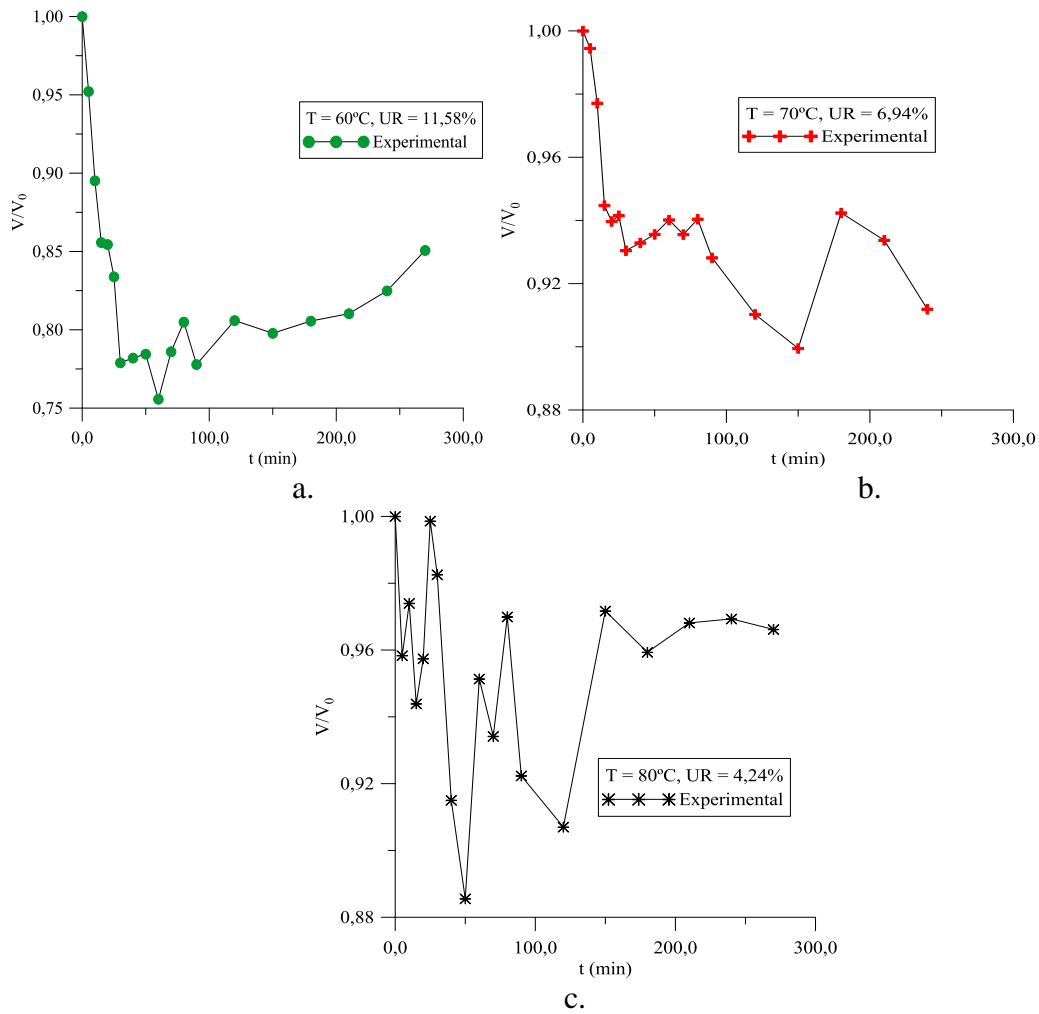 1,00
0,95
0,90
0,85
0,80
0,75
V/V0
T = 60ºC, UR = 11,58%
Experimental
0,0 100,0 200,0 300,0
t (min)
a.
1,00
0,96
0,92
0,88
V/V0
T = 70ºC, UR = 6,94%
Experimental
0,0 100,0 200,0 300,0
t (min)
b.
1,00
0,96
0,92
0,88
V/V0
T = 80ºC, UR = 4,24%
Experimental
0,0 100,0 200,0 300,0
t (min)
c.